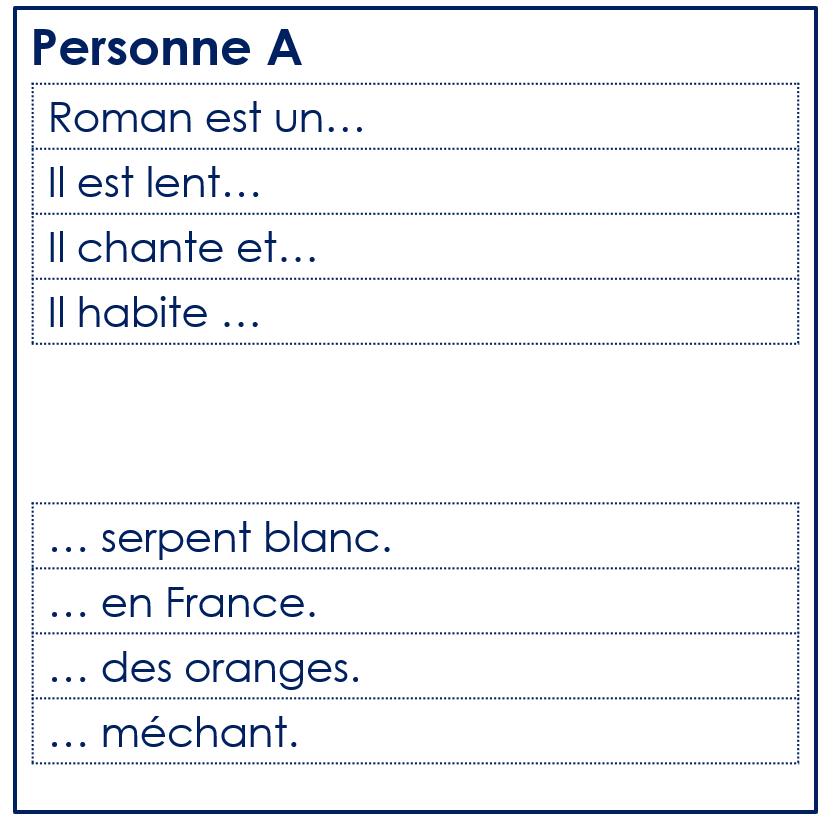 Personne A
Roman est un…
Il est lent…
Il chante et…
Il habite …
… serpent blanc.
… en France.
… des oranges.
… méchant.